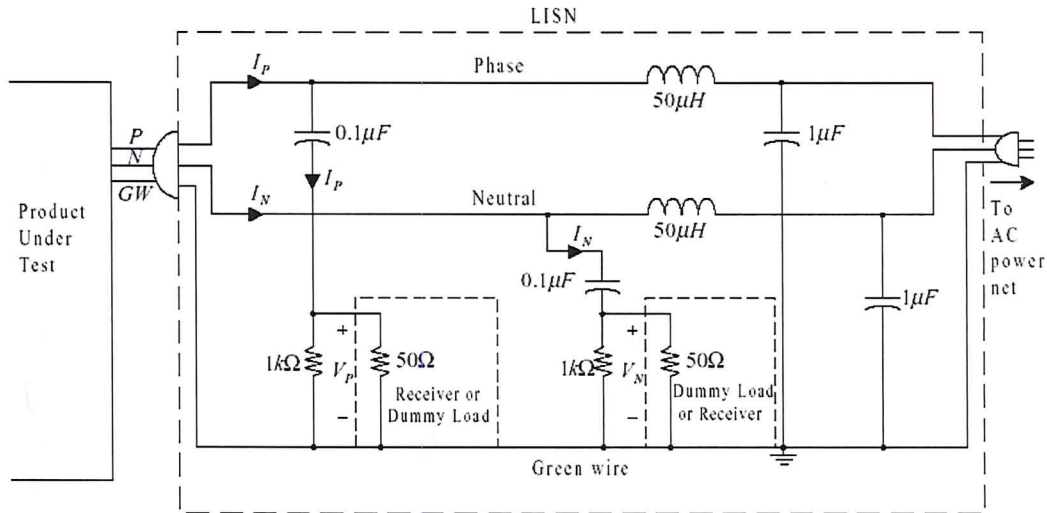 LISN
I_P
Phase
50μH
0.1μF
1μF
P
N
GW
I_P
I_N
Neutral
50μH
To
AC
power
net
Product
Under
Test
I_N
0.1μF
1μF
+
1kΩ
V_P
50Ω
−
Receiver or
Dummy Load
+
1kΩ
V_N
50Ω
−
Dummy Load
or Receiver
Green wire